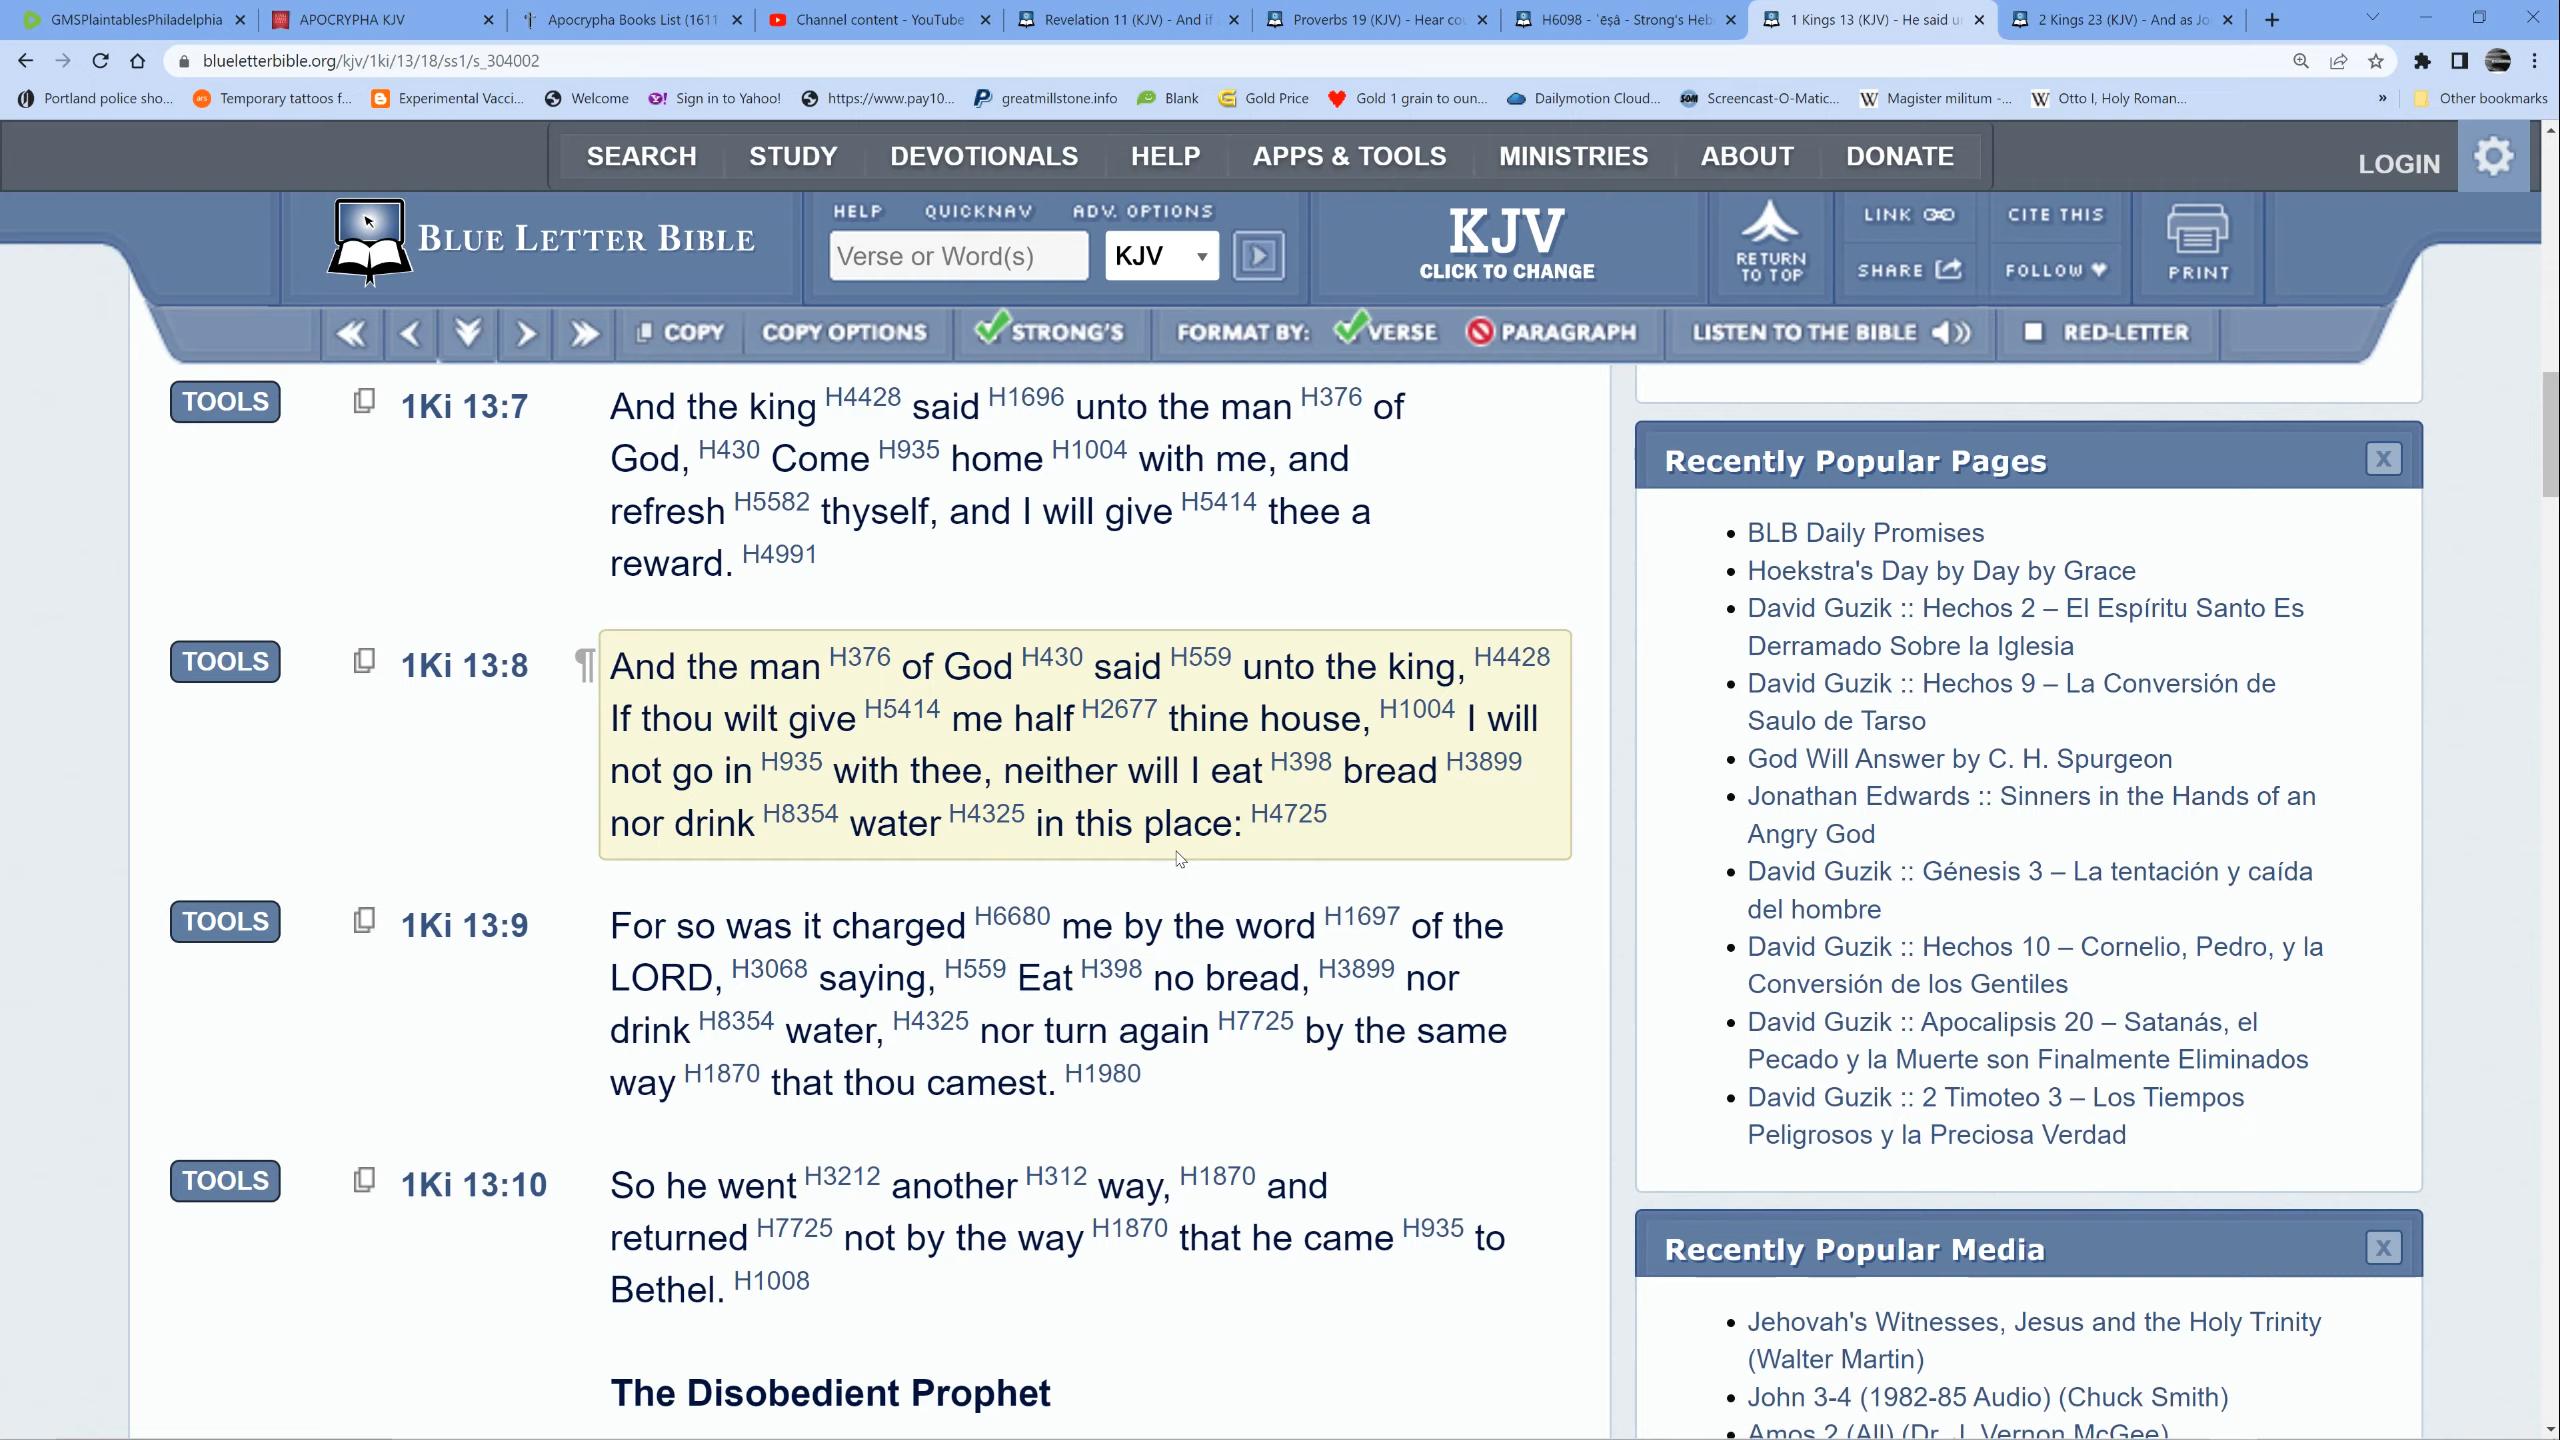 GMSPlaintablesPhiladelphia
APOCRYPHA KJV
Apocrypha Books List (1611
Channel content - YouTube
Revelation 11 (KJV) - And if
Proverbs 19 (KJV) - Hear co
H6098 - ʿēṣâ - Strong's Heb
1 Kings 13 (KJV) - He said u
2 Kings 23 (KJV) - And as Jo
blueletterbible.org/kjv/1ki/13/18/ss1/s_304002
Portland police sho...
Temporary tattoos f...
Experimental Vacci...
Welcome
Sign in to Yahoo!
https://www.pay10...
greatmillstone.info
Blank
Gold Price
Gold 1 grain to oun...
Dailymotion Cloud...
Screencast-O-Matic...
Magister militum -...
Otto I, Holy Roman...
»
Other bookmarks
SEARCH STUDY DEVOTIONALS HELP APPS & TOOLS MINISTRIES ABOUT DONATE
LOGIN
BLUE LETTER BIBLE
HELP QUICKNAV ADV. OPTIONS
Verse or Word(s)
KJV
KJV
CLICK TO CHANGE
RETURN
TO TOP
LINK
SHARE
CITE THIS
FOLLOW
PRINT
COPY COPY OPTIONS STRONG'S FORMAT BY: VERSE PARAGRAPH LISTEN TO THE BIBLE RED-LETTER
TOOLS 1Ki 13:7 And the king H4428 said H1696 unto the man H376 of
God, H430 Come H935 home H1004 with me, and
refresh H5582 thyself, and I will give H5414 thee a
reward. H4991
TOOLS 1Ki 13:8 ¶ And the man H376 of God H430 said H559 unto the king, H4428
If thou wilt give H5414 me half H2677 thine house, H1004 I will
not go in H935 with thee, neither will I eat H398 bread H3899
nor drink H8354 water H4325 in this place: H4725
TOOLS 1Ki 13:9 For so was it charged H6680 me by the word H1697 of the
LORD, H3068 saying, H559 Eat H398 no bread, H3899 nor
drink H8354 water, H4325 nor turn again H7725 by the same
way H1870 that thou camest. H1980
TOOLS 1Ki 13:10 So he went H3212 another H312 way, H1870 and
returned H7725 not by the way H1870 that he came H935 to
Bethel. H1008
The Disobedient Prophet
Recently Popular Pages
X
• BLB Daily Promises
• Hoekstra's Day by Day by Grace
• David Guzik :: Hechos 2 – El Espíritu Santo Es
Derramado Sobre la Iglesia
• David Guzik :: Hechos 9 – La Conversión de
Saulo de Tarso
• God Will Answer by C. H. Spurgeon
• Jonathan Edwards :: Sinners in the Hands of an
Angry God
• David Guzik :: Génesis 3 – La tentación y caída
del hombre
• David Guzik :: Hechos 10 – Cornelio, Pedro, y la
Conversión de los Gentiles
• David Guzik :: Apocalipsis 20 – Satanás, el
Pecado y la Muerte son Finalmente Eliminados
• David Guzik :: 2 Timoteo 3 – Los Tiempos
Peligrosos y la Preciosa Verdad
Recently Popular Media
X
• Jehovah's Witnesses, Jesus and the Holy Trinity
(Walter Martin)
• John 3-4 (1982-85 Audio) (Chuck Smith)
• Amos 2 (All) (Dr. J. Vernon McGee)